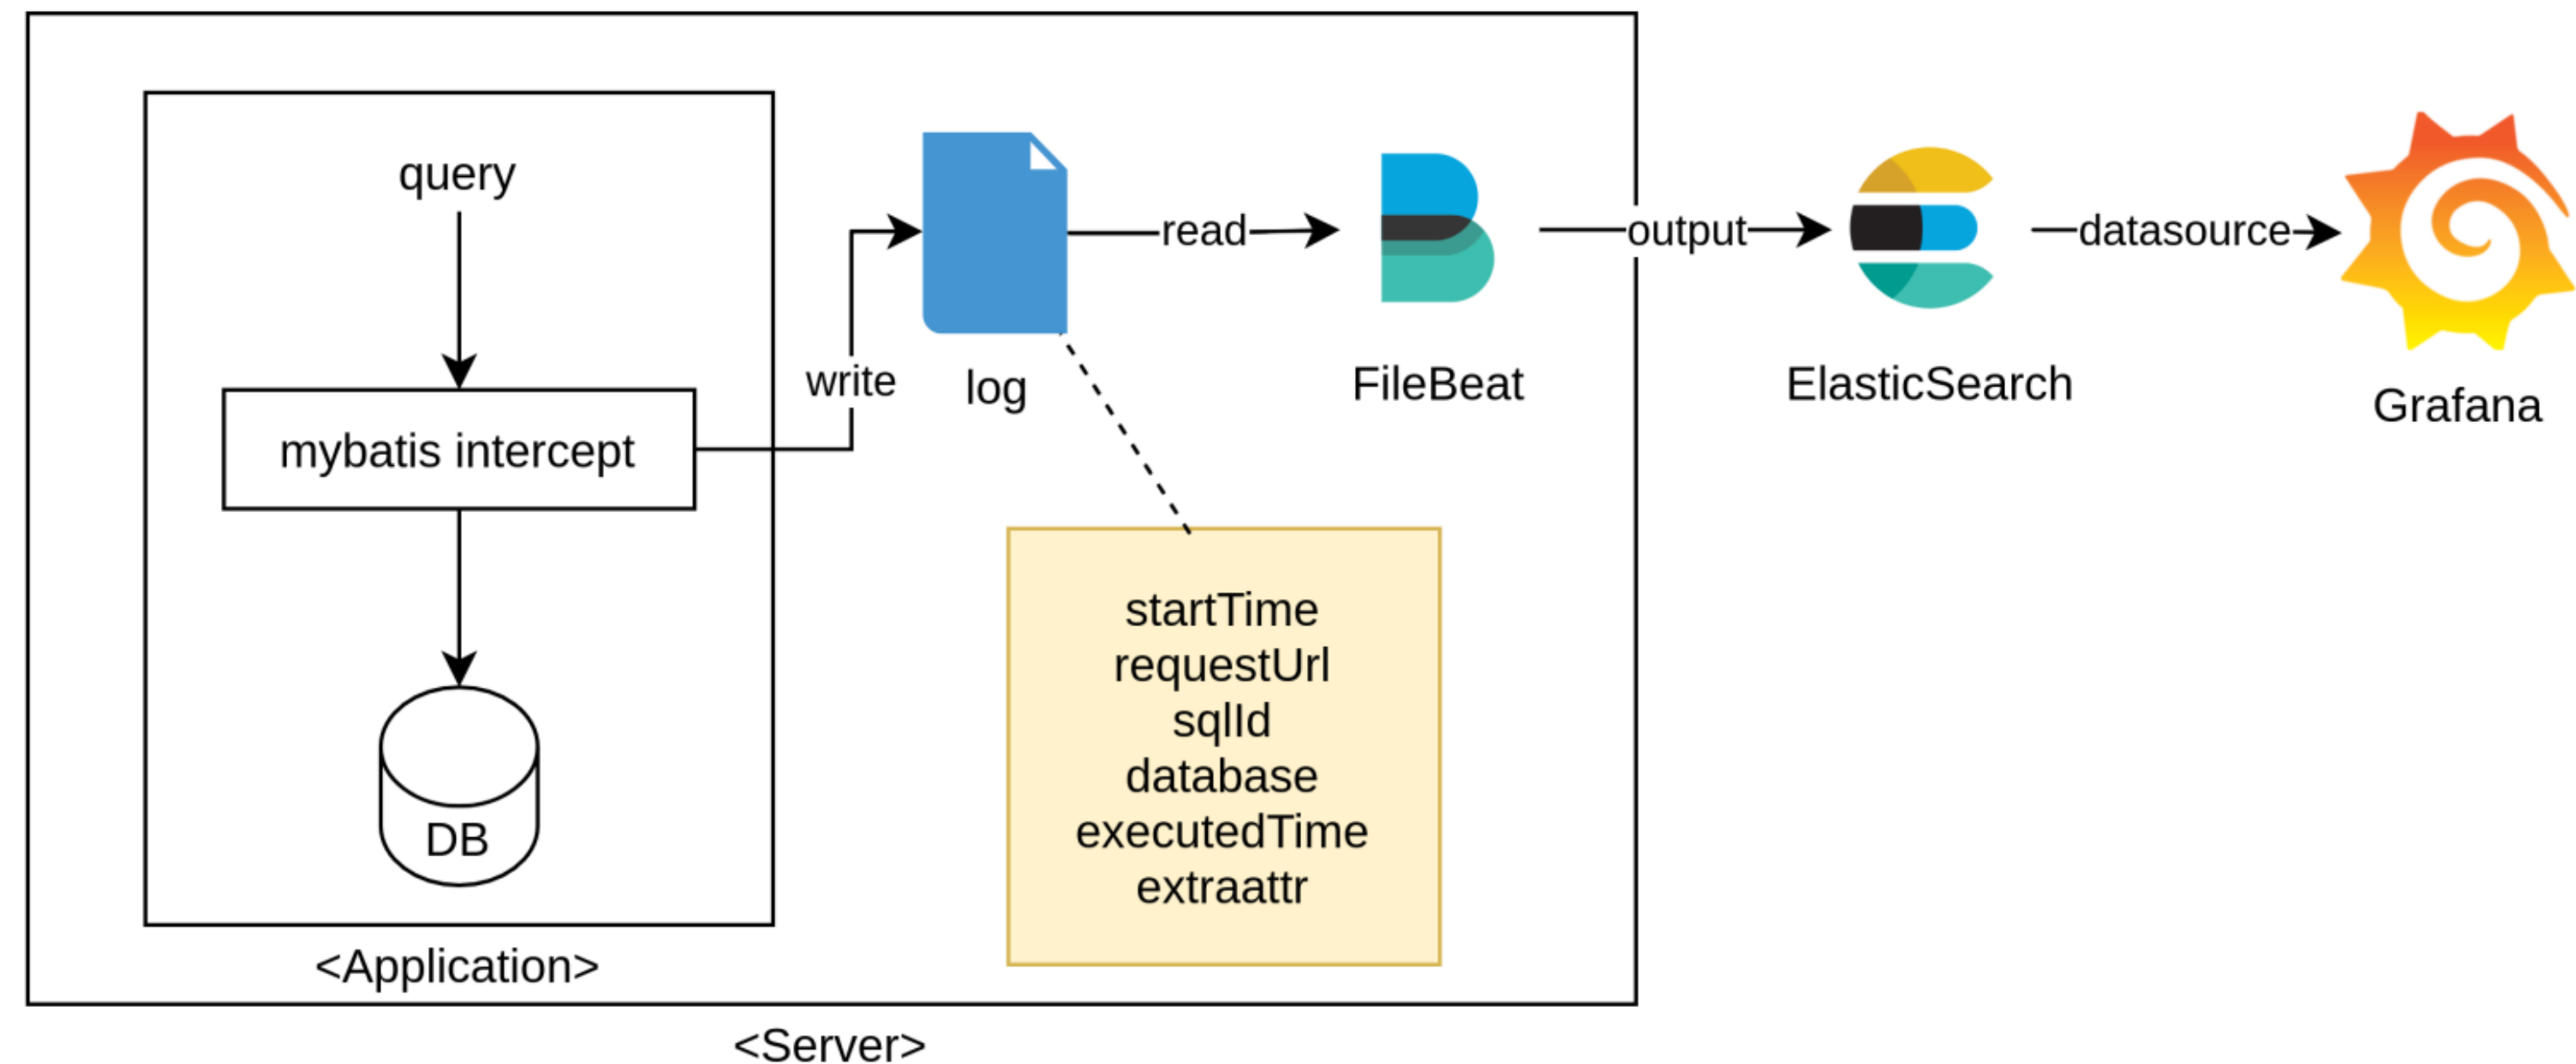 query
mybatis intercept
DB
<Application>
write
log
read
FileBeat
startTime
requestUrl
sqlId
database
executedTime
extraattr
<Server>
output
ElasticSearch
datasource
Grafana